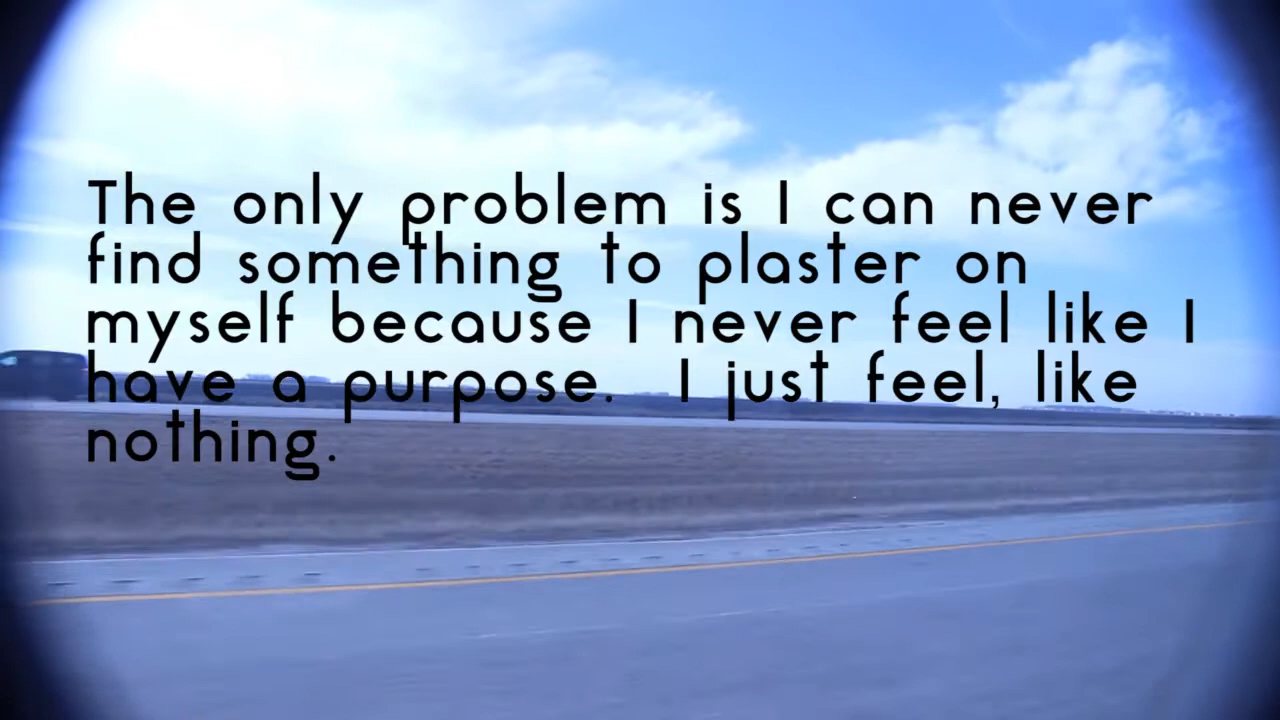 The only problem is I can never
find something to plaster on
myself because I never feel like I
have a purpose.  I just feel, like
nothing.